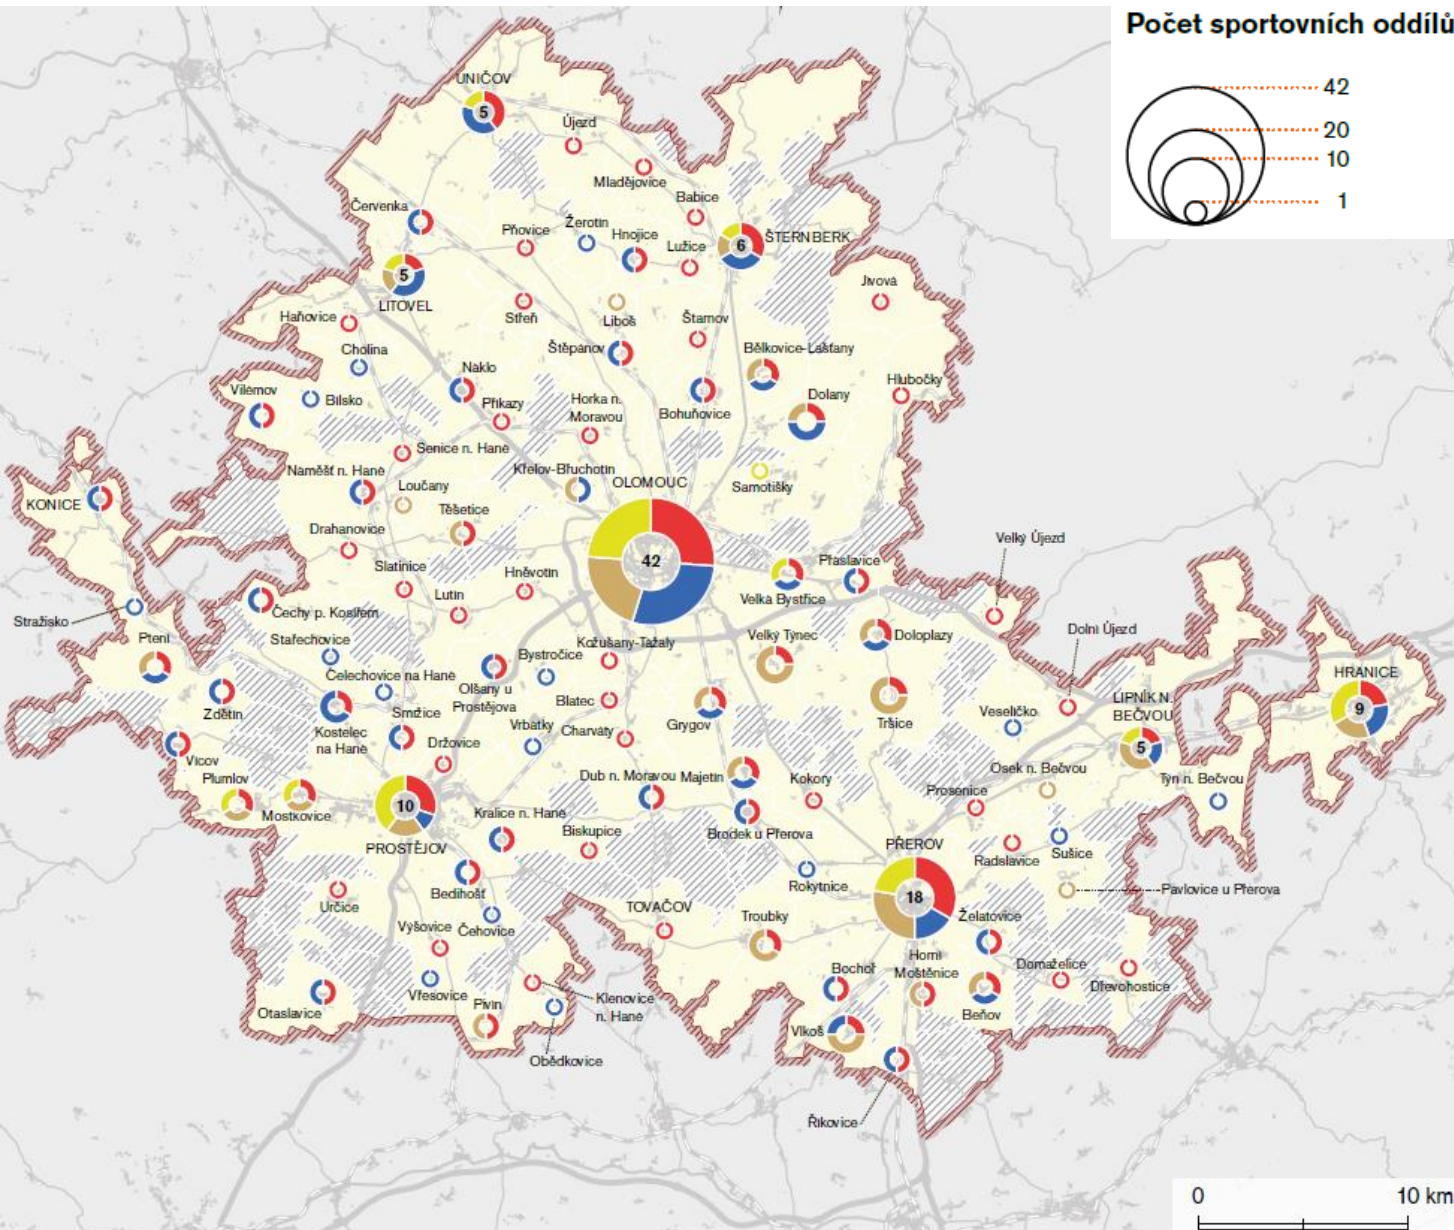 Počet sportovních oddílů
42
20
10
1
UNIČOV
5
Újezd
Mladějovice
Babice
Červenka
Pňovice
Žerotín
Hnojice
Lužice
6
ŠTERNBERK
5
LITOVEL
Jívová
Haňovice
Střeň
Liboš
Štarnov
Cholina
Štěpánov
Bělkovice-Lašťany
Vilémov
Bílsko
Náklo
Příkazy
Horka n.
Moravou
Bohuňovice
Dolany
Hlubočky
Senice n. Hané
Náměšť n. Hané
Loučany
Křelov-Břuchotín
OLOMOUC
Samotíšky
KONICE
Těšetice
Drahanovice
42
Velký Újezd
Slatinice
Hněvotín
Přáslavice
Lutín
Velká Bystřice
Stražisko
Čechy p. Kosířem
Ptení
Stařechovice
Bystročice
Kožušany-Tážaly
Velký Týnec
Doloplazy
Dolní Újezd
Čelechovice na Hané
Olšany u
Prostějova
Blatec
HRANICE
9
LIPNÍK N.
BEČVOU
5
Zdětín
Kostelec
na Hané
Smržice
Vrbátky
Charváty
Grygov
Tršice
Veselíčko
Vícov
Držovice
Plumlov
Mostkovice
10
PROSTĚJOV
Dub n. Moravou
Majetín
Kokory
Osek n. Bečvou
Týn n. Bečvou
Prosenice
Kralice n. Hané
Biskupice
Brodek u Přerova
PŘEROV
Radslavice
Sušice
Bedihošť
Rokytnice
18
Pavlovice u Přerova
Určice
Výšovice
Čehovice
TOVAČOV
Troubky
Želatovice
Horní
Moštěnice
Domaželice
Dřevohostice
Vřesovice
Klenovice
n. Hané
Bochoř
Otaslavice
Pivín
Vlkoš
Beňov
Obědkovice
Říkovice
0
10 km